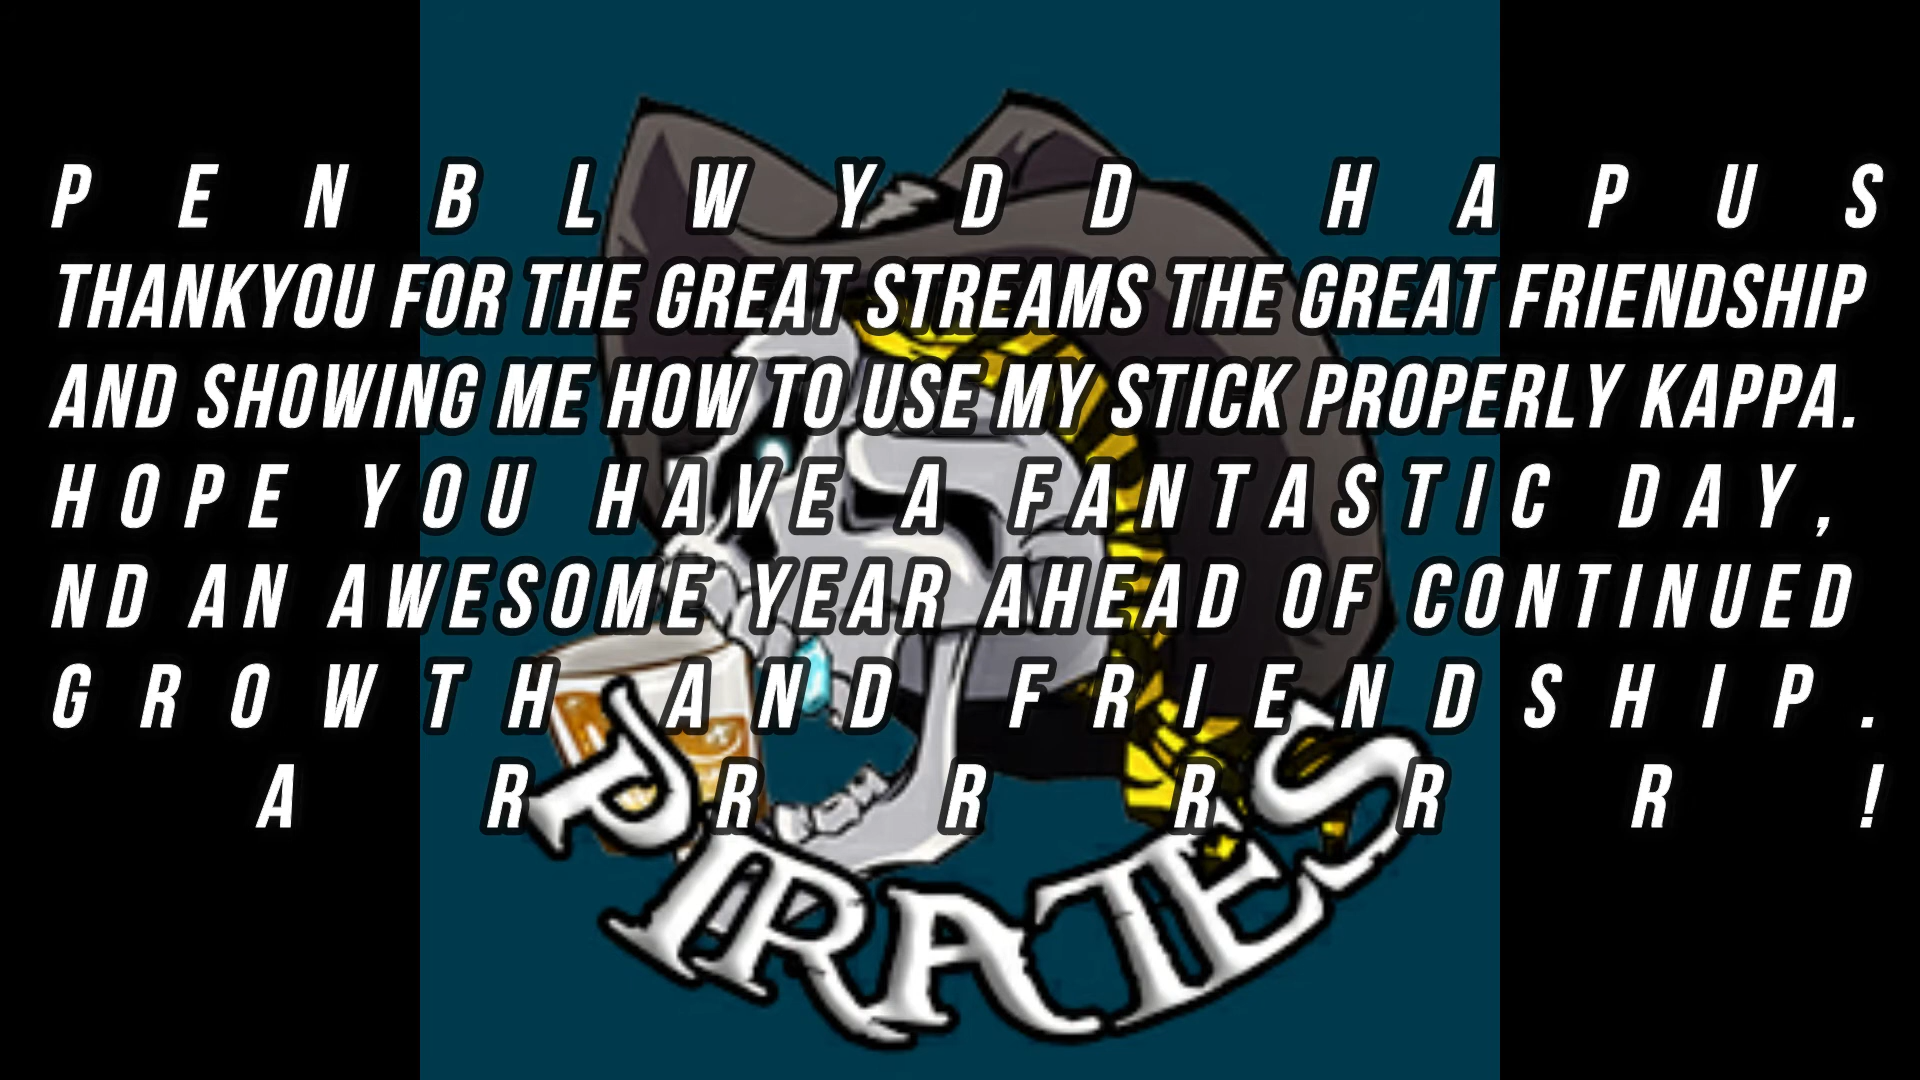 PENBLWYDD HAPUS
THANKYOU FOR THE GREAT STREAMS THE GREAT FRIENDSHIP
AND SHOWING ME HOW TO USE MY STICK PROPERLY KAPPA.
HOPE YOU HAVE A FANTASTIC DAY,
ND AN AWESOME YEAR AHEAD OF CONTINUED
GROWTH AND FRIENDSHIP.
ARRRRRR!
PIRATES